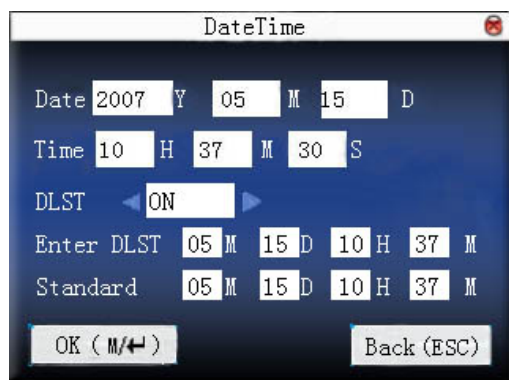 DateTime
Date 2007 Y 05 M 15 D
Time 10 H 37 M 30 S
DLST ON
Enter DLST 05 M 15 D 10 H 37 M
Standard 05 M 15 D 10 H 37 M
OK (M/↵) Back (ESC)